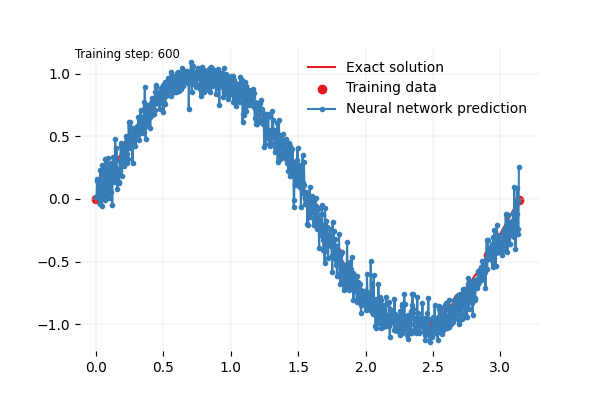 Training step: 600
Exact solution
Training data
Neural network prediction
1.0
0.5
0.0
−0.5
−1.0
0.0 0.5 1.0 1.5 2.0 2.5 3.0